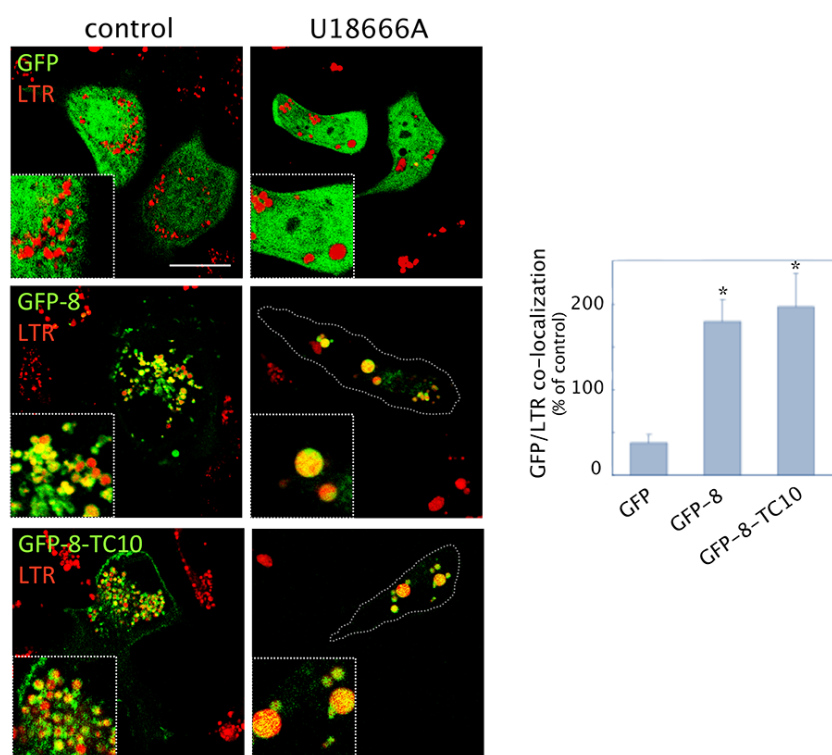 control U18666A
GFP
LTR
GFP-8
LTR
GFP-8-TC10
LTR
GFP/LTR co-localization
(% of control)
200
100
0
* *
GFP GFP-8 GFP-8-TC10